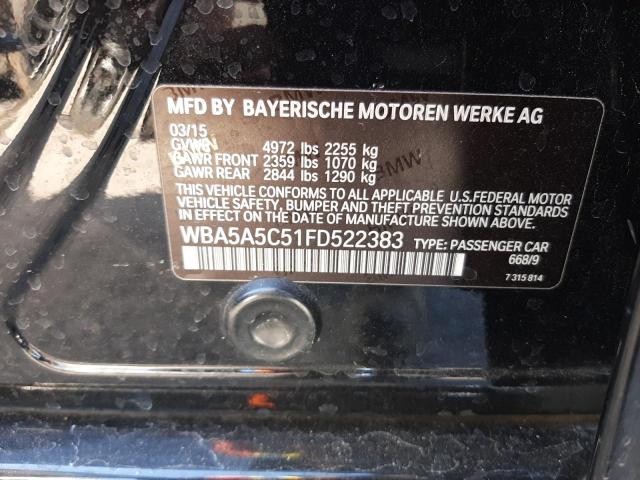 MFD BY BAYERISCHE MOTOREN WERKE AG
03/15
GVWR 4972 lbs 2255 kg
GAWR FRONT 2359 lbs 1070 kg
GAWR REAR 2844 lbs 1290 kg
THIS VEHICLE CONFORMS TO ALL APPLICABLE U.S.FEDERAL MOTOR
VEHICLE SAFETY, BUMPER AND THEFT PREVENTION STANDARDS
IN EFFECT ON THE DATE OF MANUFACTURE SHOWN ABOVE.
WBA5A5C51FD522383 TYPE: PASSENGER CAR
668/9
7 315 814
BMW